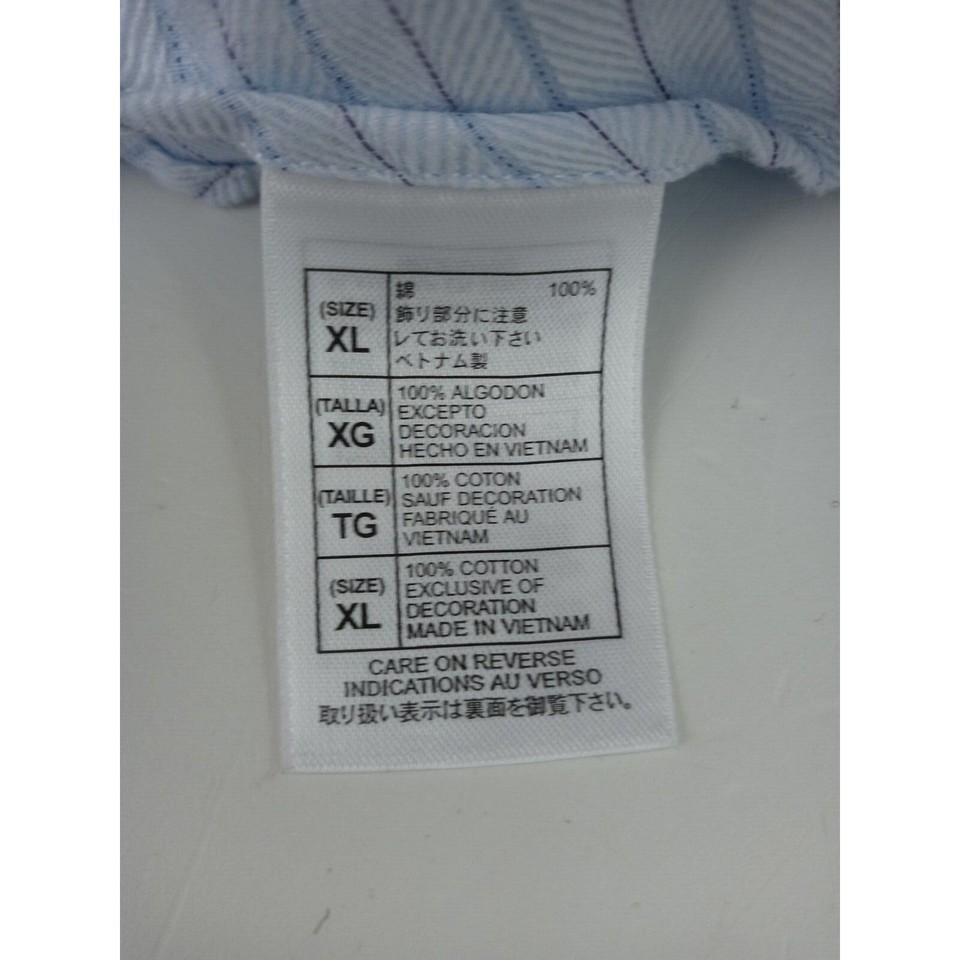 (SIZE)
XL
綿 100%
飾り部分に注意
してお洗い下さい
ベトナム製
(TALLA)
XG
100% ALGODON
EXCEPTO
DECORACION
HECHO EN VIETNAM
(TAILLE)
TG
100% COTON
SAUF DECORATION
FABRIQUÉ AU
VIETNAM
(SIZE)
XL
100% COTTON
EXCLUSIVE OF
DECORATION
MADE IN VIETNAM
CARE ON REVERSE
INDICATIONS AU VERSO
取り扱い表示は裏面を御覧下さい。